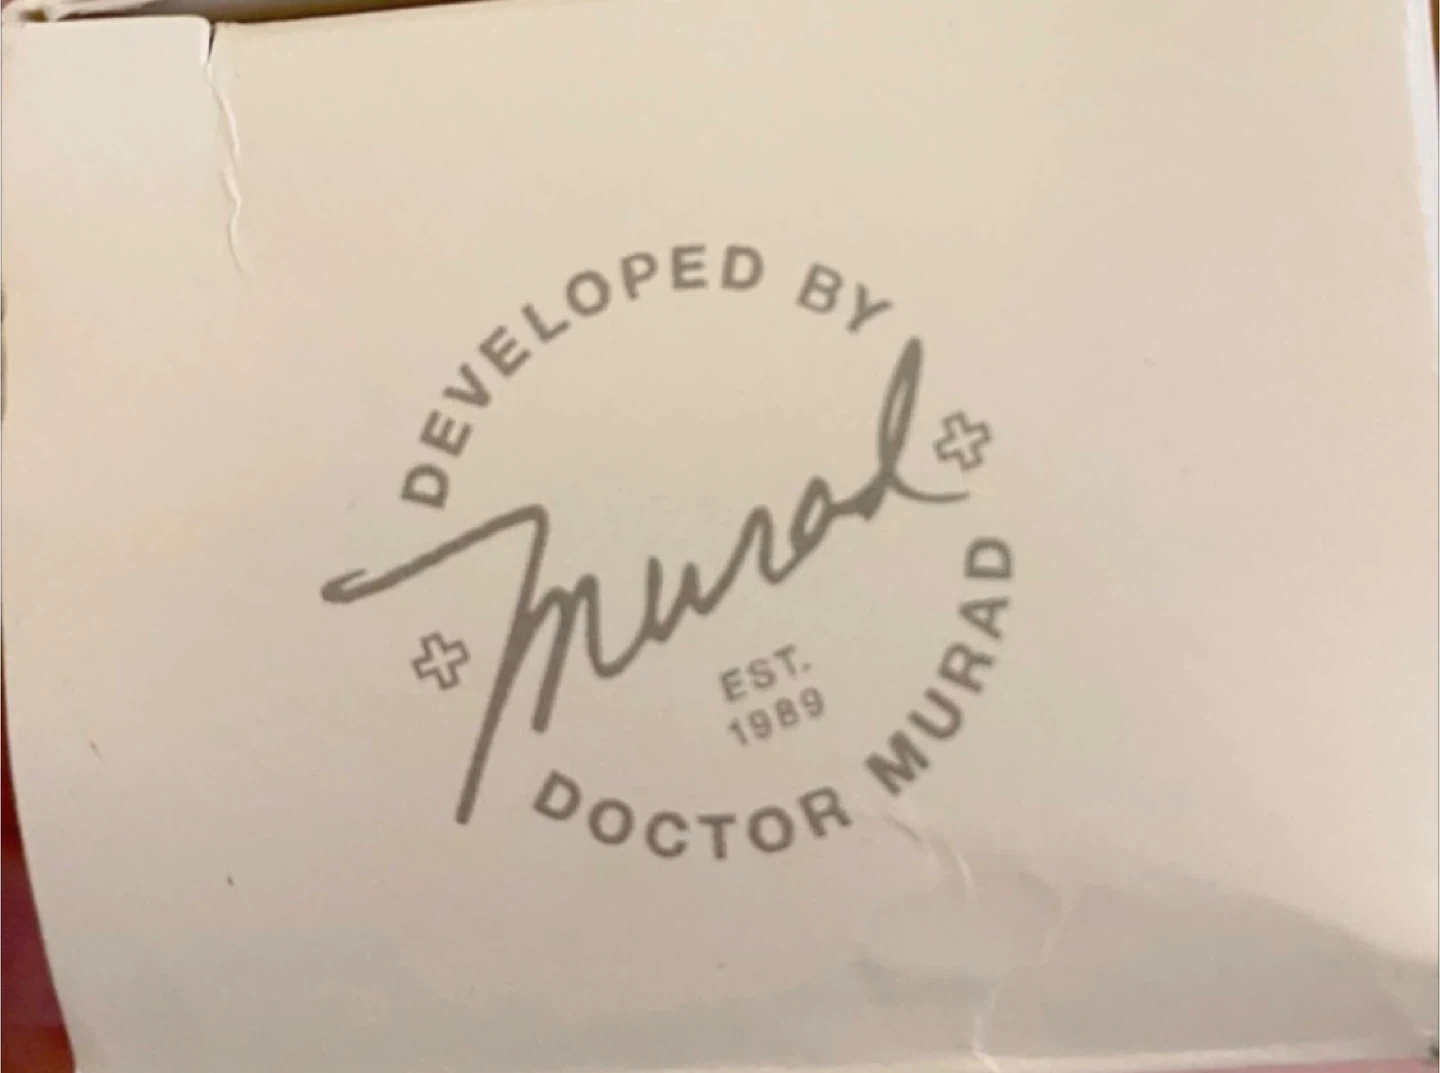 DEVELOPED BY
Murad
EST.
1989
DOCTOR MURAD